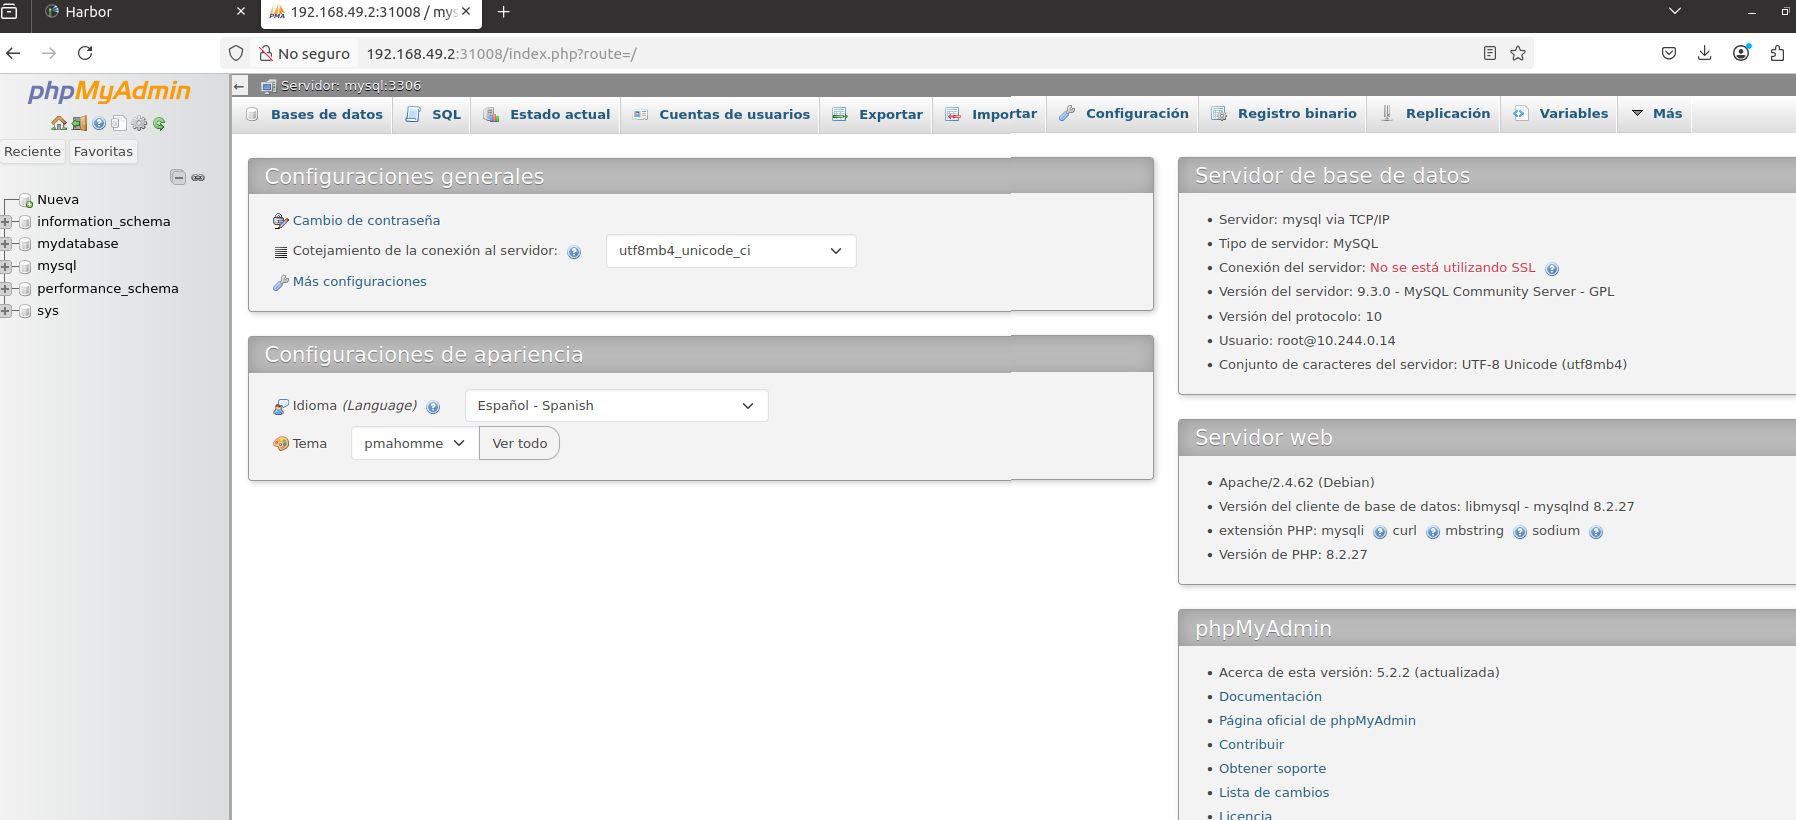 Harbor
192.168.49.2:31008 / mys
No seguro
192.168.49.2:31008/index.php?route=/
phpMyAdmin
Reciente
Favoritas
Nueva
information_schema
mydatabase
mysql
performance_schema
sys
Servidor: mysql:3306
Bases de datos
SQL
Estado actual
Cuentas de usuarios
Exportar
Importar
Configuración
Registro binario
Replicación
Variables
Más
Configuraciones generales
Cambio de contraseña
Cotejamiento de la conexión al servidor:
utf8mb4_unicode_ci
Más configuraciones
Configuraciones de apariencia
Idioma (Language)
Español - Spanish
Tema
pmahomme
Ver todo
Servidor de base de datos
Servidor: mysql via TCP/IP
Tipo de servidor: MySQL
Conexión del servidor: No se está utilizando SSL
Versión del servidor: 9.3.0 - MySQL Community Server - GPL
Versión del protocolo: 10
Usuario: root@10.244.0.14
Conjunto de caracteres del servidor: UTF-8 Unicode (utf8mb4)
Servidor web
Apache/2.4.62 (Debian)
Versión del cliente de base de datos: libmysql - mysqlnd 8.2.27
extensión PHP: mysqli curl mbstring sodium
Versión de PHP: 8.2.27
phpMyAdmin
Acerca de esta versión: 5.2.2 (actualizada)
Documentación
Página oficial de phpMyAdmin
Contribuir
Obtener soporte
Lista de cambios
Licencia